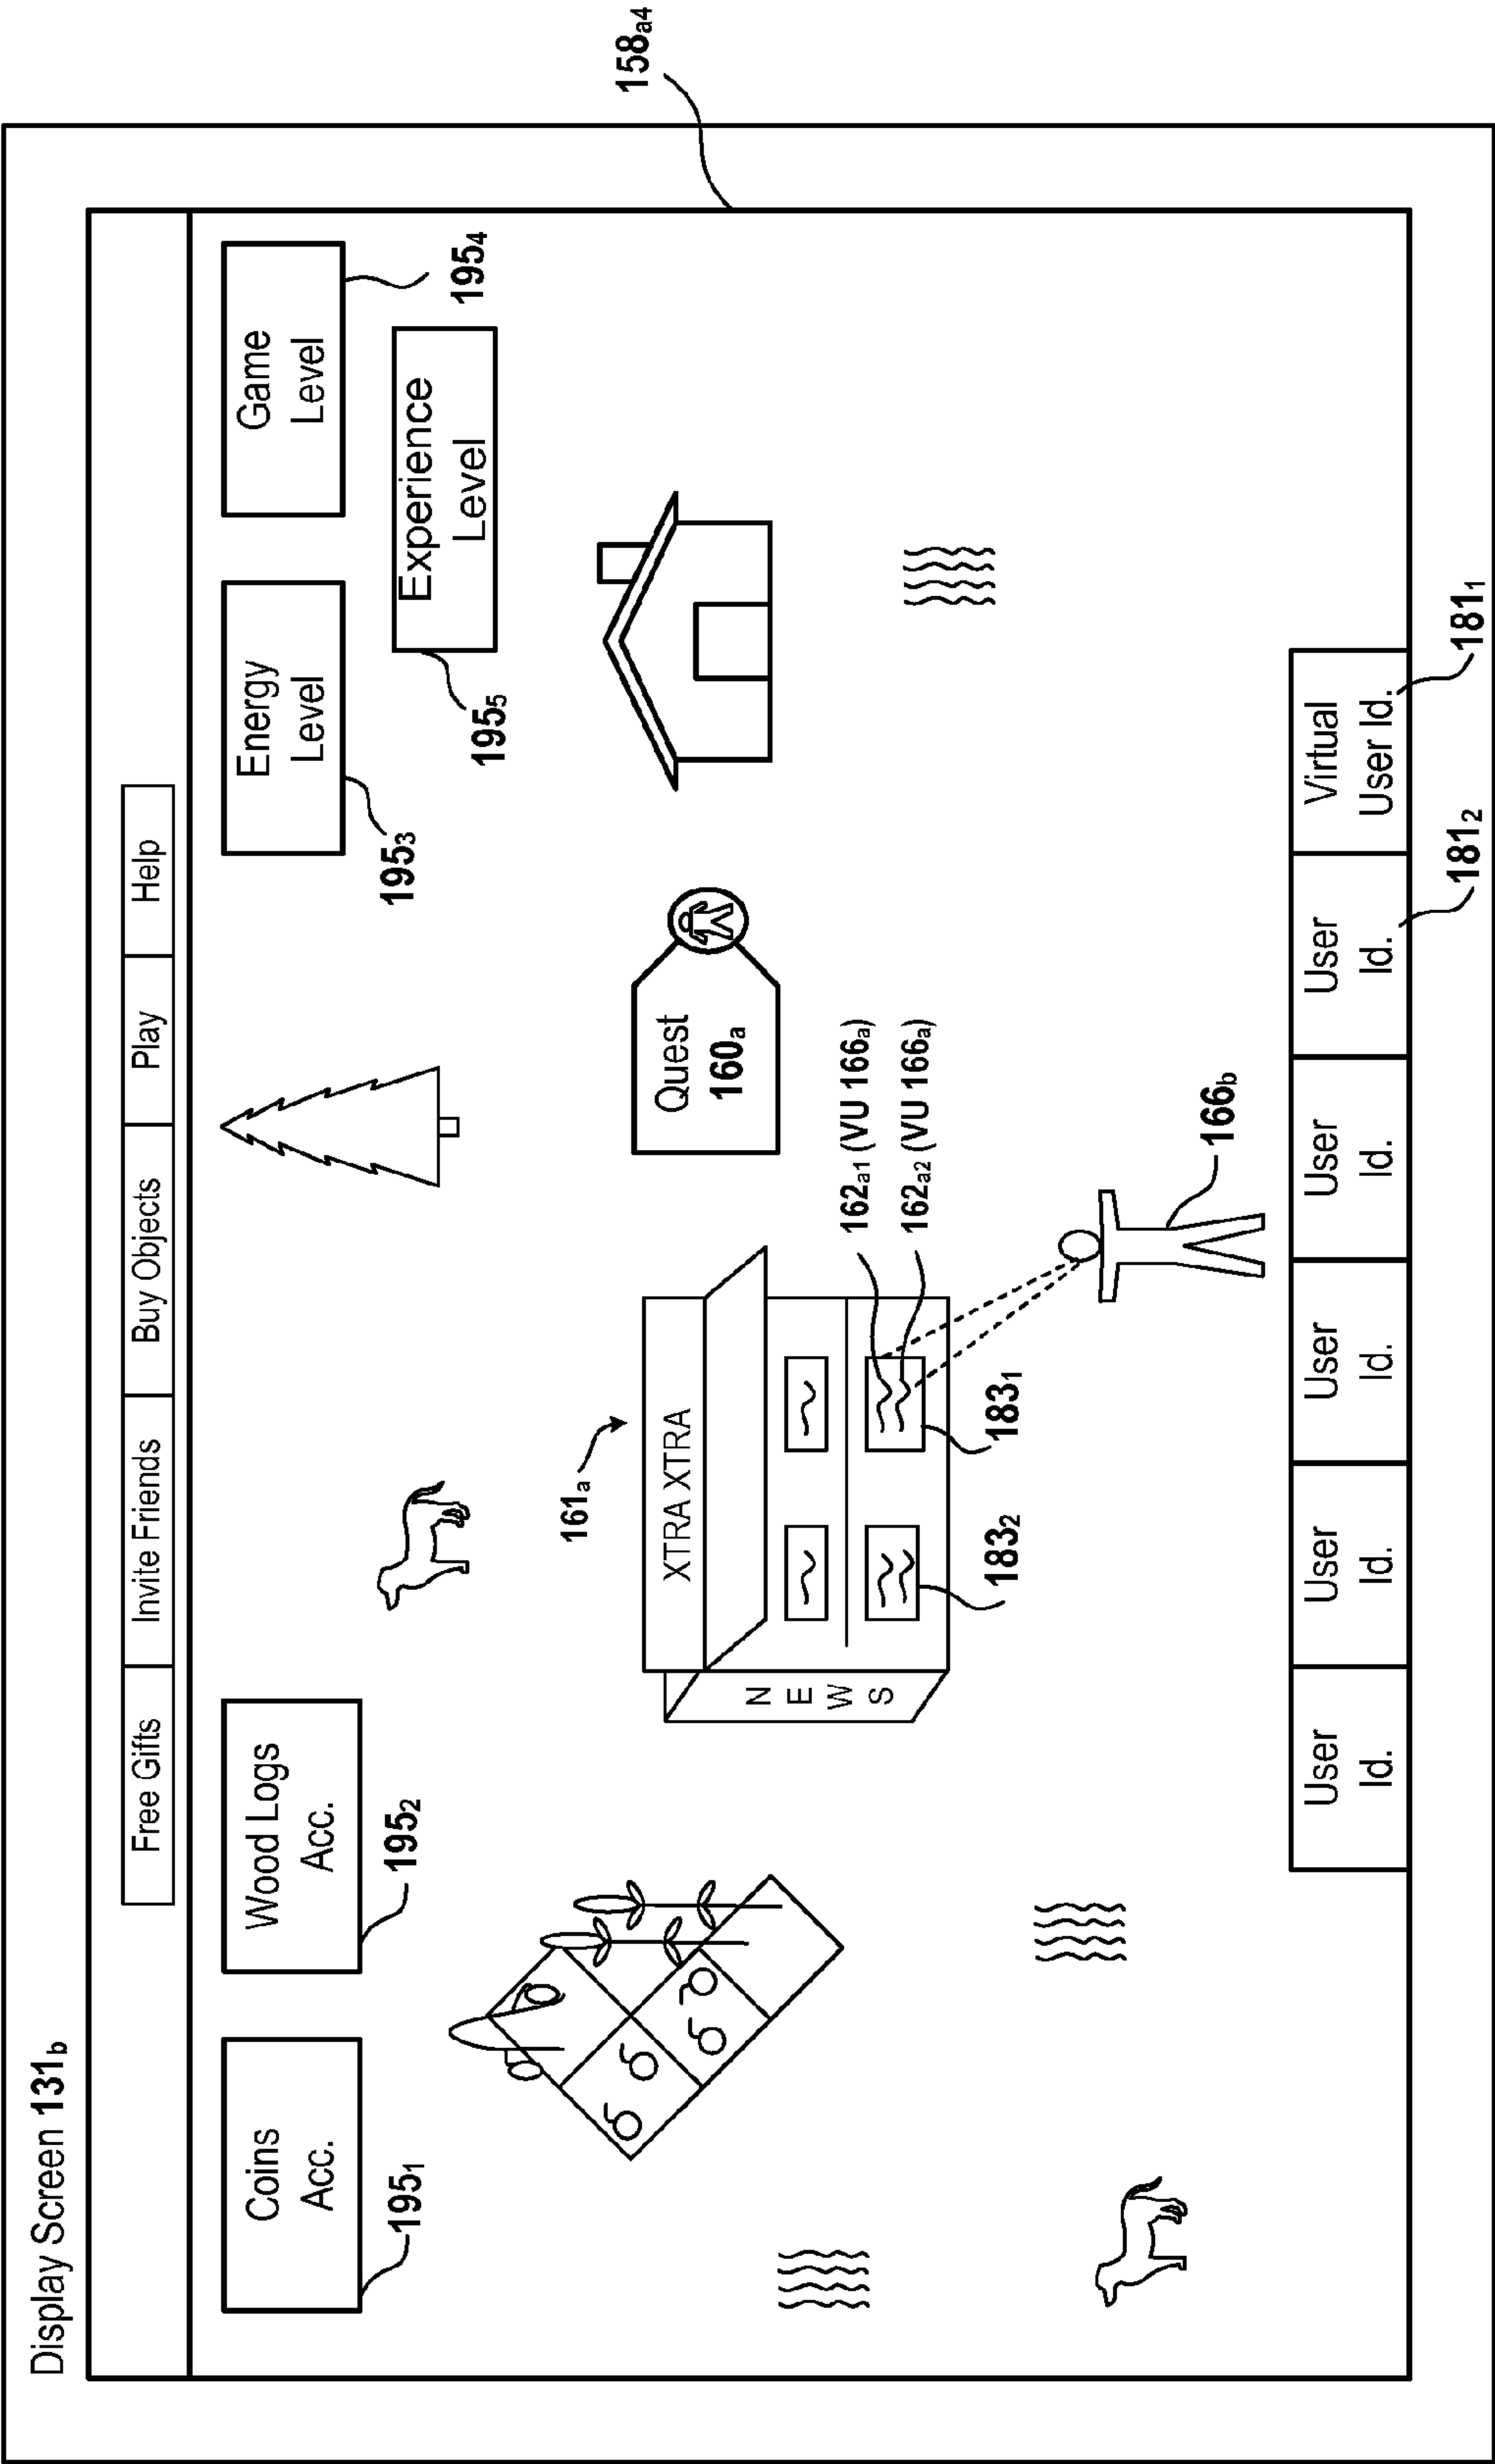 Display Screen 131b
158a4
Free Gifts
Invite Friends
Buy Objects
Play
Help
Coins
Acc.
1951
Wood Logs
Acc.
1952
Energy
Level
1953
Game
Level
1954
Experience
Level
1955
161a
XTRA XTRA
NEWS
Quest
160a
162a1 (VU 166a)
162a2 (VU 166a)
1832
1831
166b
User
Id.
User
Id.
User
Id.
User
Id.
User
Id.
Virtual
User Id.
1812
1811